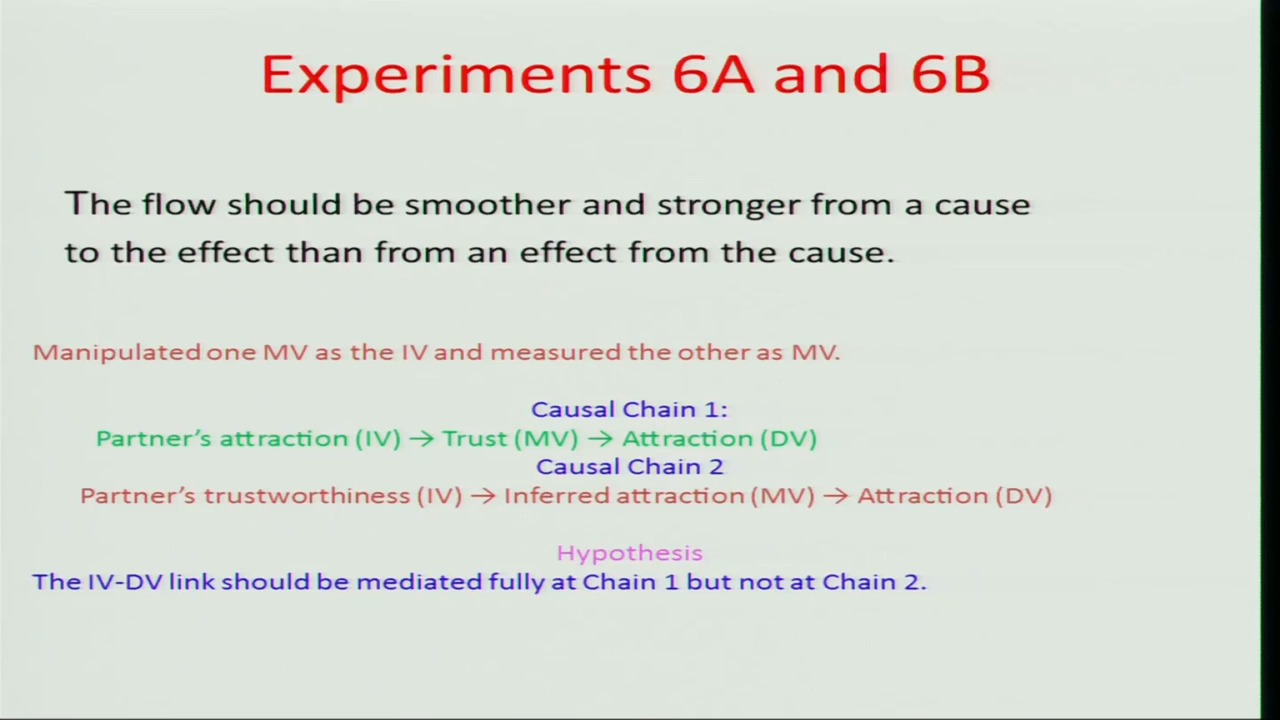 Experiments 6A and 6B
The flow should be smoother and stronger from a cause
to the effect than from an effect from the cause.
Manipulated one MV as the IV and measured the other as MV.
Causal Chain 1:
Partner's attraction (IV) → Trust (MV) → Attraction (DV)
Causal Chain 2
Partner's trustworthiness (IV) → Inferred attraction (MV) → Attraction (DV)
Hypothesis
The IV-DV link should be mediated fully at Chain 1 but not at Chain 2.